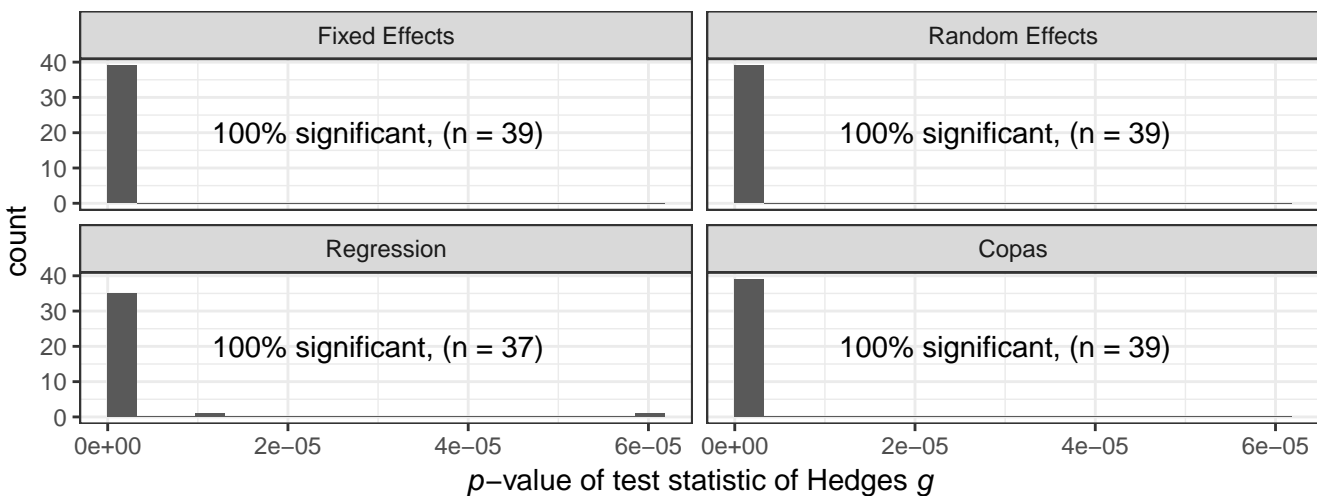 Fixed Effects
Random Effects
40
30
20
10
0
100% significant, (n = 39)
100% significant, (n = 39)
count
Regression
Copas
40
30
20
10
0
100% significant, (n = 37)
100% significant, (n = 39)
0e+00 2e−05 4e−05 6e−05 0e+00 2e−05 4e−05 6e−05
p−value of test statistic of Hedges g